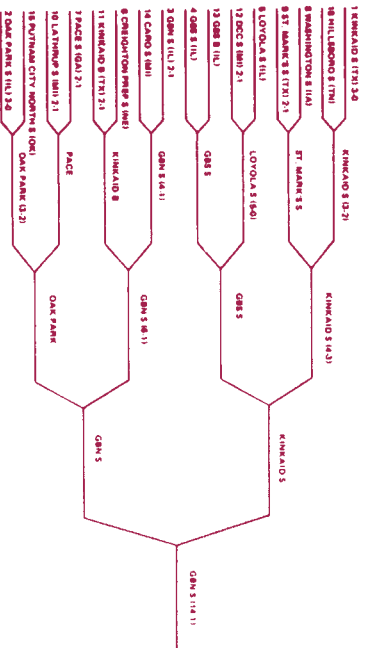 1 KINKAID S (TX) 3-0
16 HILLSBORO S (TN)
8 WASHINGTON S (IA)
9 ST. MARK'S S (TX) 2-1
5 LOYOLA S (IL)
12 DCC S (MI) 2-1
4 GBS S (IL)
13 GBS B (IL)
3 GBN S (IL) 2-1
14 CARO S (MI)
6 CREIGHTON PREP S (NE)
11 KINKAID B (TX) 2-1
7 PACE S (GA) 2-1
10 LATHRUP S (MI) 2-1
15 PUTNAM CITY NORTH S (OK)
2 OAK PARK S (IL) 3-0
KINKAID S (3-2)
ST. MARK'S S
LOYOLA S (5-0)
GBS S
GBN S (4-1)
KINKAID B
PACE
OAK PARK (3-2)
KINKAID S (4-3)
GBS S
GBN S (6-1)
OAK PARK
KINKAID S
GBN S
GBN S (14-1)